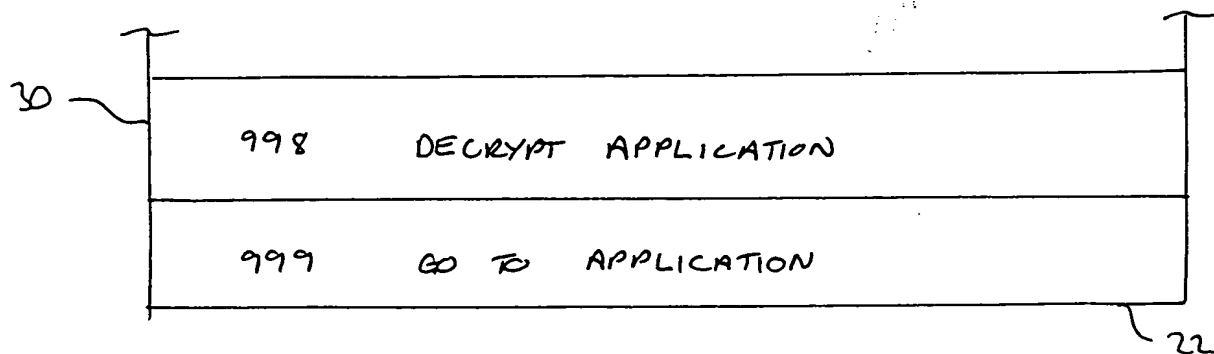 30
998 DECRYPT APPLICATION
999 GO TO APPLICATION
22